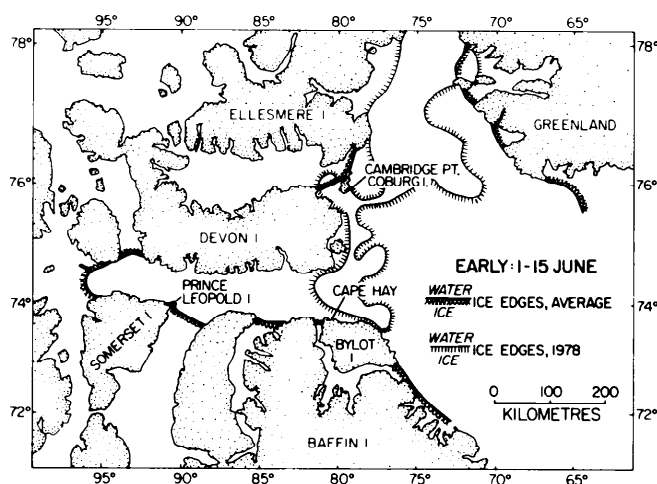 95° 90° 85° 80° 75° 70° 65°
78° 78°
ELLESMERE I
GREENLAND
CAMBRIDGE PT.
COBURG I.
76° 76°
DEVON I
EARLY: 1-15 JUNE
PRINCE
LEOPOLD I
CAPE HAY
WATER
ICE EDGES, AVERAGE
ICE
74° 74°
SOMERSET I
BYLOT
I
WATER
ICE EDGES, 1978
ICE
0 100 200
KILOMETRES
72° 72°
BAFFIN I
95° 90° 85° 80° 75° 70° 65°